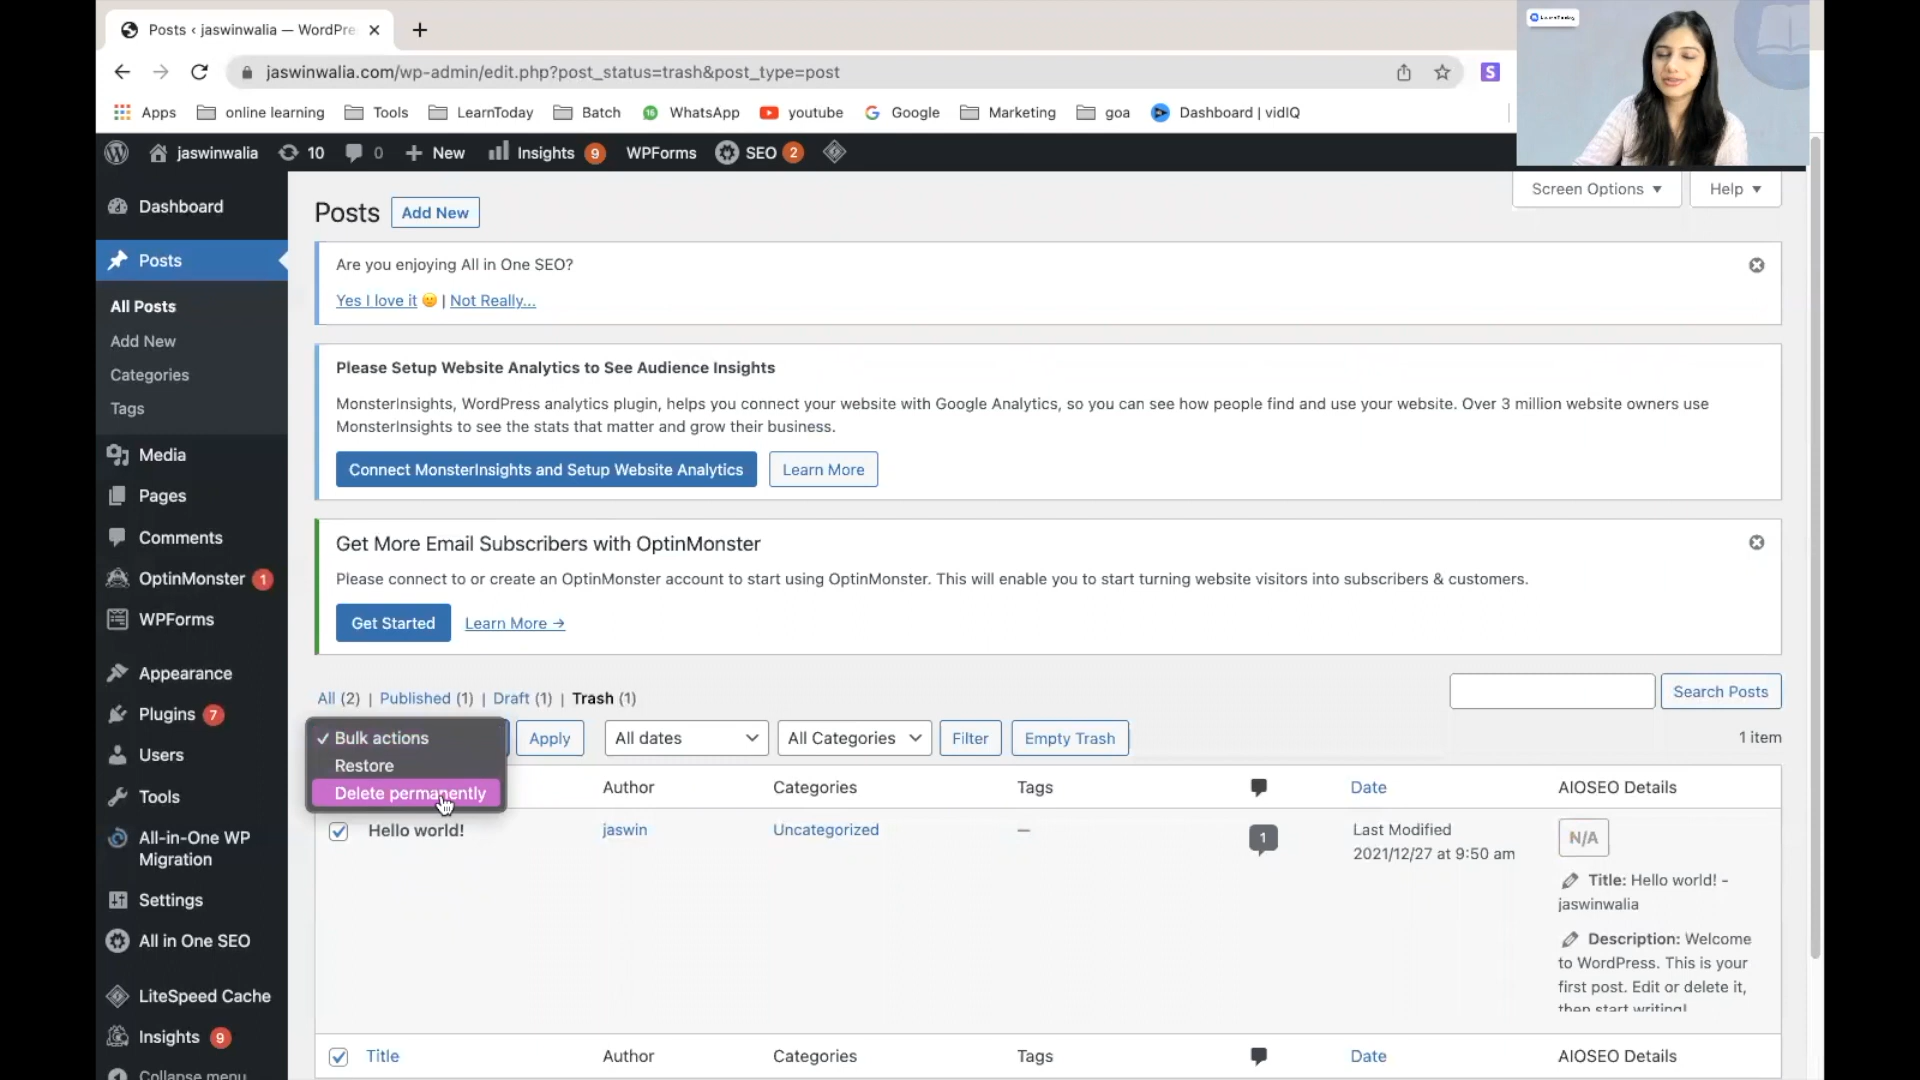 Posts ‹ jaswinwalia — WordPre
jaswinwalia.com/wp-admin/edit.php?post_status=trash&post_type=post
S
Apps online learning Tools LearnToday Batch WhatsApp youtube Google Marketing goa Dashboard | vidIQ
jaswinwalia 10 0 New Insights 9 WPForms SEO 2
Screen Options Help
Dashboard
Posts
All Posts
Add New
Categories
Tags
Media
Pages
Comments
OptinMonster 1
WPForms
Appearance
Plugins 7
Users
Tools
All-in-One WP
Migration
Settings
All in One SEO
LiteSpeed Cache
Insights 9
Collapse menu
Posts Add New
Are you enjoying All in One SEO?
Yes I love it | Not Really...
Please Setup Website Analytics to See Audience Insights
MonsterInsights, WordPress analytics plugin, helps you connect your website with Google Analytics, so you can see how people find and use your website. Over 3 million website owners use
MonsterInsights to see the stats that matter and grow their business.
Connect MonsterInsights and Setup Website Analytics Learn More
Get More Email Subscribers with OptinMonster
Please connect to or create an OptinMonster account to start using OptinMonster. This will enable you to start turning website visitors into subscribers & customers.
Get Started Learn More →
All (2) | Published (1) | Draft (1) | Trash (1)
Search Posts
✓ Bulk actions
Restore
Delete permanently
Apply All dates All Categories Filter Empty Trash 1 item
Author Categories Tags Date AIOSEO Details
Hello world! jaswin Uncategorized — 1 Last Modified
2021/12/27 at 9:50 am
N/A
Title: Hello world! -
jaswinwalia
Description: Welcome
to WordPress. This is your
first post. Edit or delete it,
then start writing!
Title Author Categories Tags Date AIOSEO Details